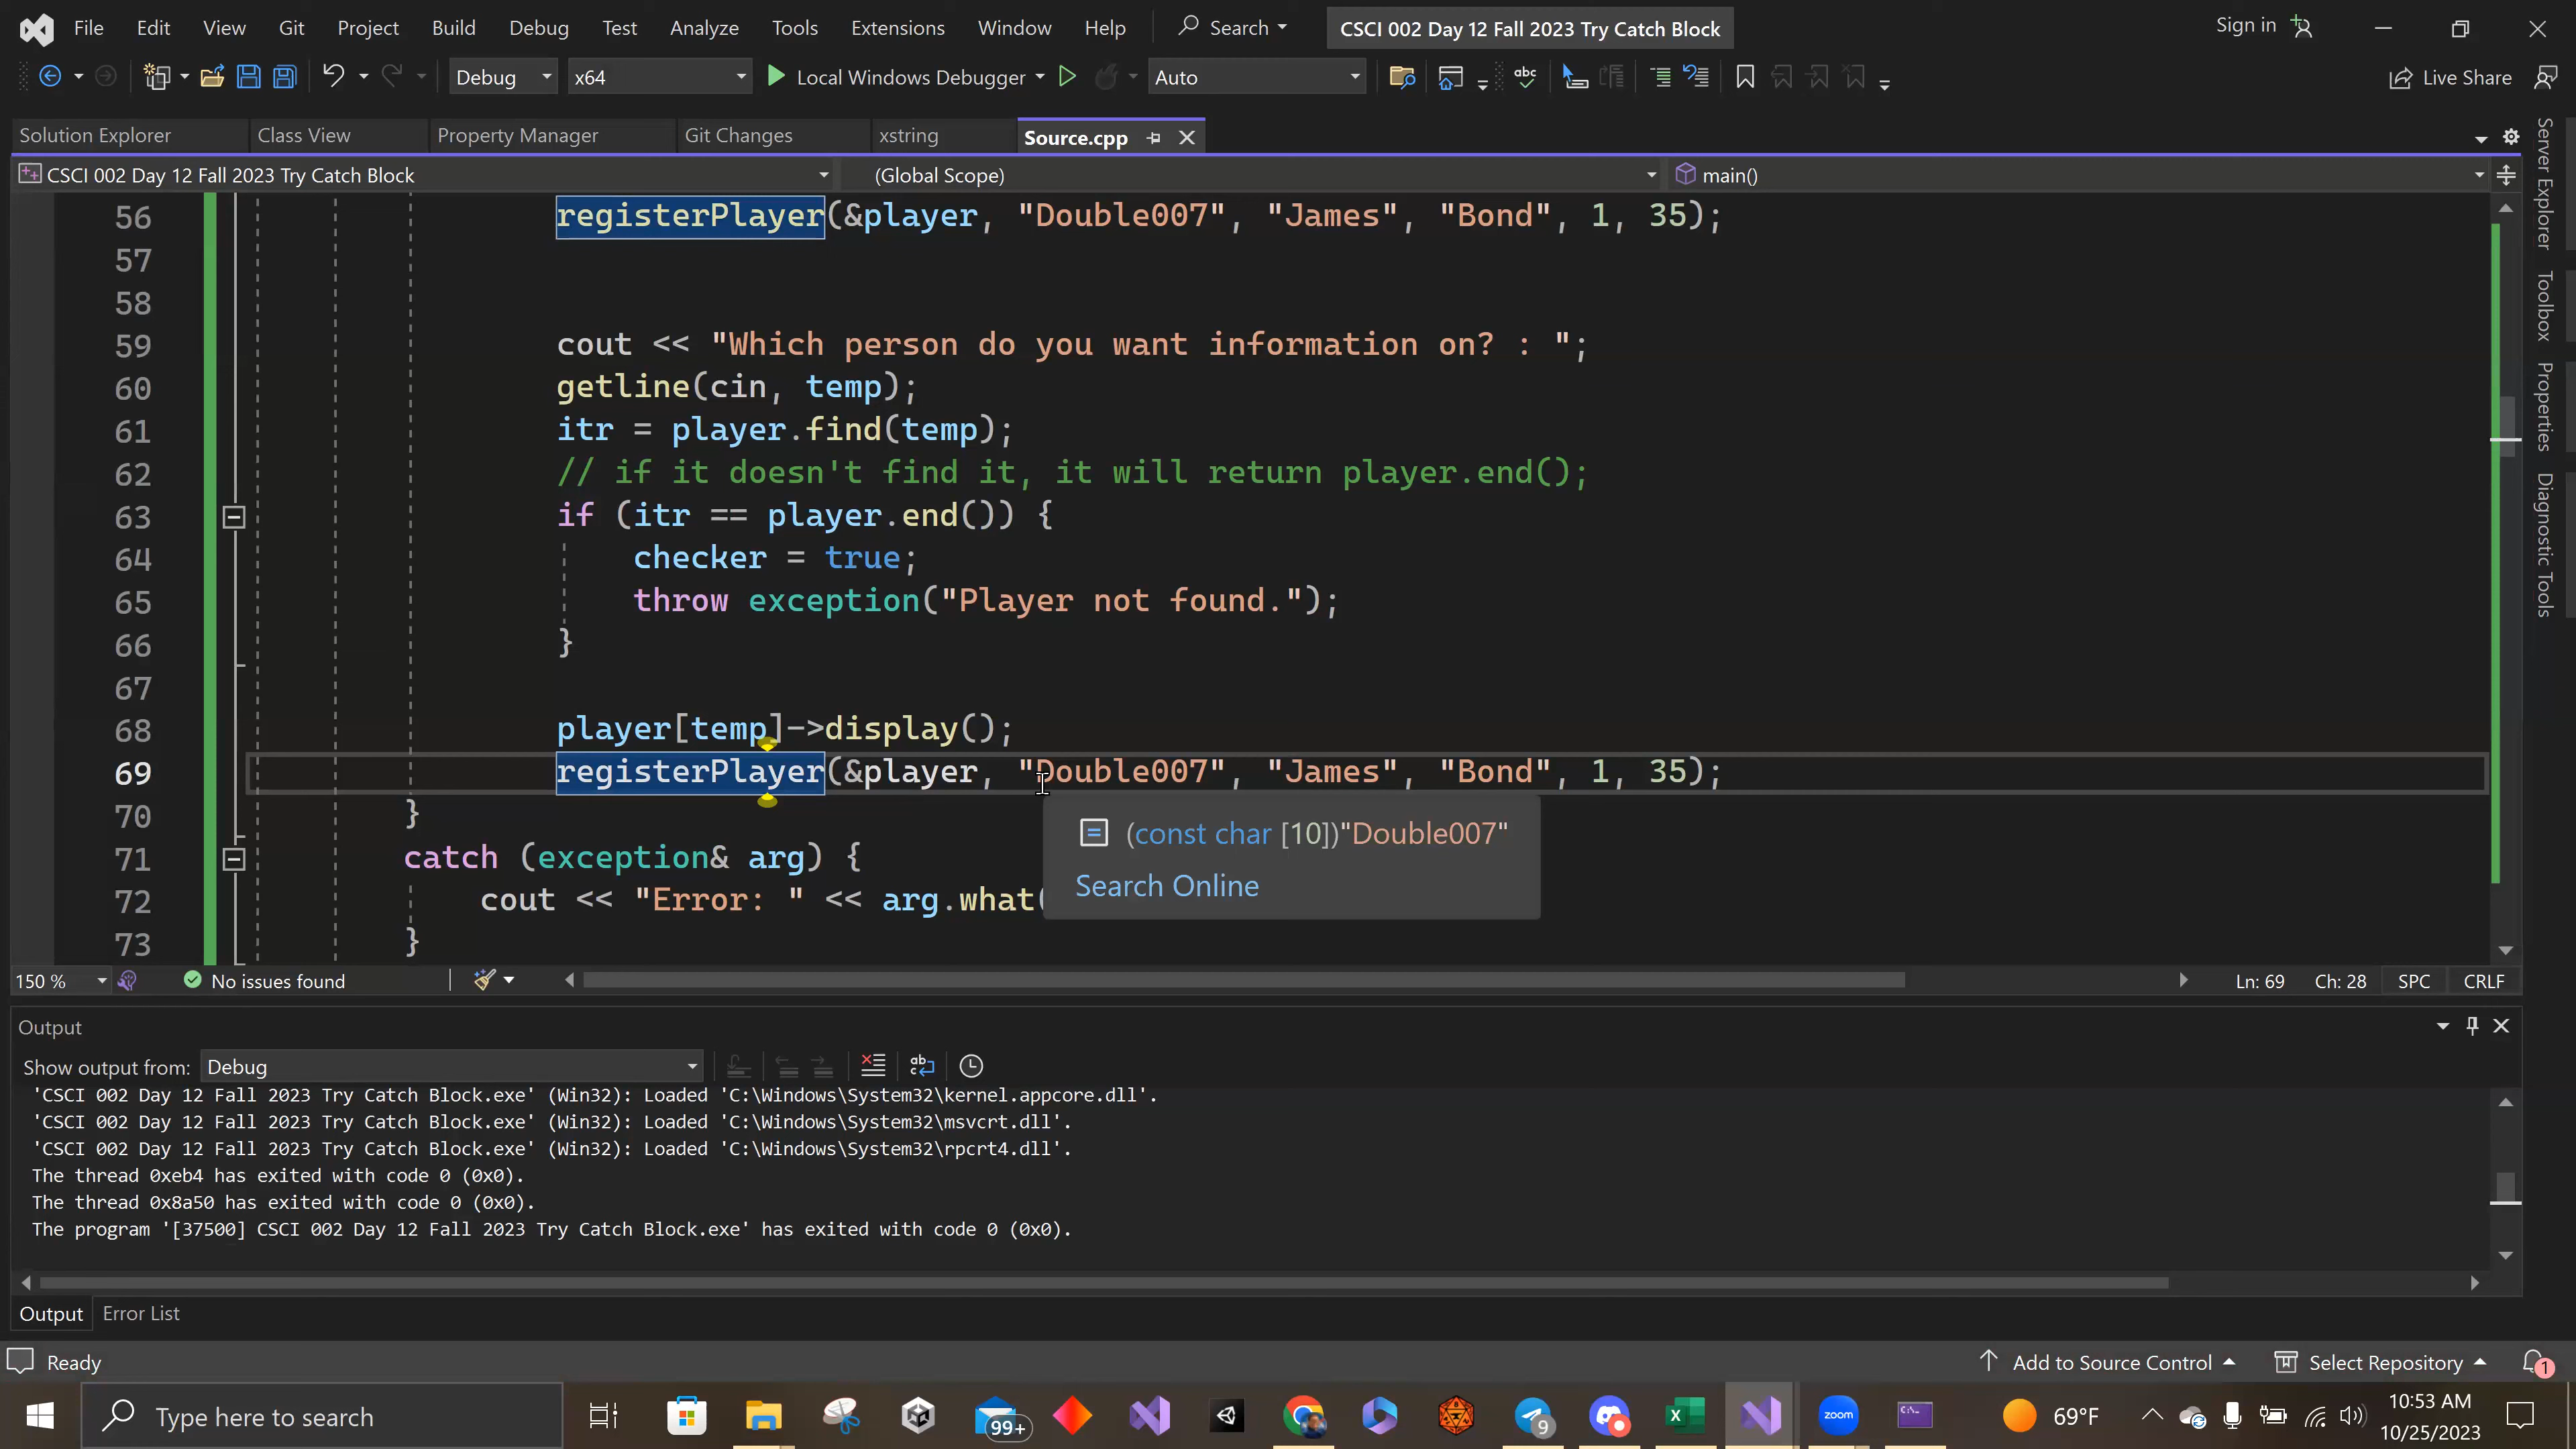 File Edit View Git Project Build Debug Test Analyze Tools Extensions Window Help Search CSCI 002 Day 12 Fall 2023 Try Catch Block Sign in
Debug x64 Local Windows Debugger Auto Live Share
Solution Explorer Class View Property Manager Git Changes xstring Source.cpp
CSCI 002 Day 12 Fall 2023 Try Catch Block (Global Scope) main()
56 registerPlayer(&player, "Double007", "James", "Bond", 1, 35);
57
58
59 cout << "Which person do you want information on? : ";
60 getline(cin, temp);
61 itr = player.find(temp);
62 // if it doesn't find it, it will return player.end();
63 if (itr == player.end()) {
64 checker = true;
65 throw exception("Player not found.");
66 }
67
68 player[temp]->display();
69 registerPlayer(&player, "Double007", "James", "Bond", 1, 35);
70 }
71 catch (exception& arg) {
72 cout << "Error: " << arg.what(
73 }
(const char [10])"Double007"
Search Online
Server Explorer
Toolbox
Properties
Diagnostic Tools
150 % No issues found Ln: 69 Ch: 28 SPC CRLF
Output
Show output from: Debug
'CSCI 002 Day 12 Fall 2023 Try Catch Block.exe' (Win32): Loaded 'C:\Windows\System32\kernel.appcore.dll'.
'CSCI 002 Day 12 Fall 2023 Try Catch Block.exe' (Win32): Loaded 'C:\Windows\System32\msvcrt.dll'.
'CSCI 002 Day 12 Fall 2023 Try Catch Block.exe' (Win32): Loaded 'C:\Windows\System32\rpcrt4.dll'.
The thread 0xeb4 has exited with code 0 (0x0).
The thread 0x8a50 has exited with code 0 (0x0).
The program '[37500] CSCI 002 Day 12 Fall 2023 Try Catch Block.exe' has exited with code 0 (0x0).
Output Error List
Ready Add to Source Control Select Repository 1
Type here to search 99+ 9 zoom 69°F 10:53 AM
10/25/2023